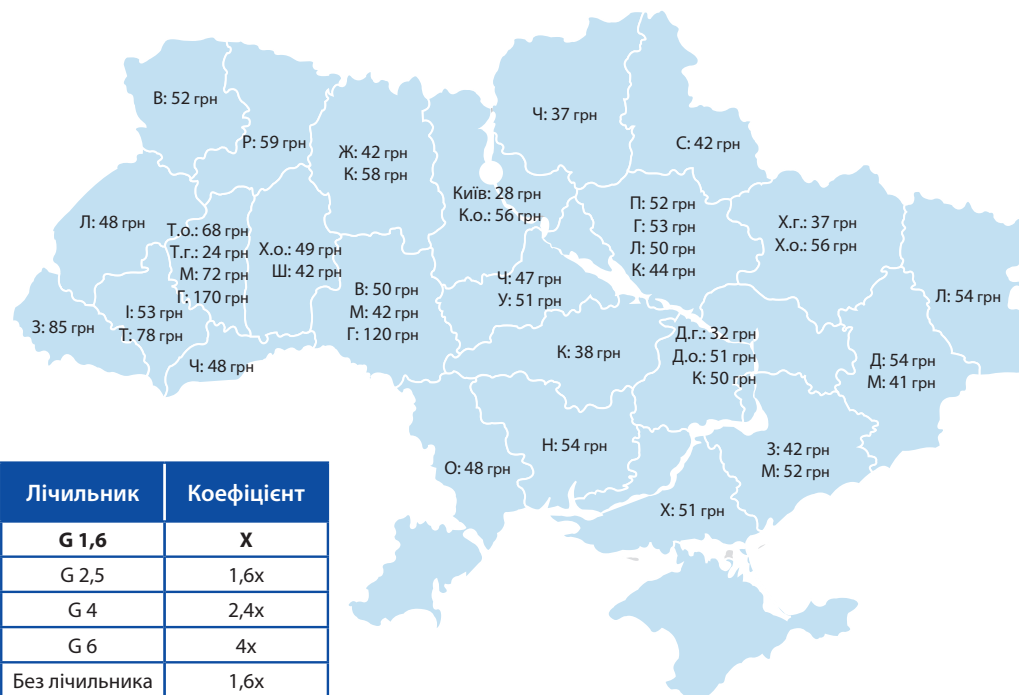 В: 52 грн
Р: 59 грн
Ж: 42 грн
К: 58 грн
Ч: 37 грн
С: 42 грн
Київ: 28 грн
К.о.: 56 грн
П: 52 грн
Г: 53 грн
Л: 50 грн
К: 44 грн
Х.г.: 37 грн
Х.о.: 56 грн
Л: 48 грн
Т.о.: 68 грн
Т.г.: 24 грн
М: 72 грн
Г: 170 грн
Х.о.: 49 грн
Ш: 42 грн
В: 50 грн
М: 42 грн
Г: 120 грн
Ч: 47 грн
У: 51 грн
Л: 54 грн
З: 85 грн
І: 53 грн
Т: 78 грн
Ч: 48 грн
К: 38 грн
Д.г.: 32 грн
Д.о.: 51 грн
К: 50 грн
Д: 54 грн
М: 41 грн
О: 48 грн
Н: 54 грн
З: 42 грн
М: 52 грн
Х: 51 грн
Лічильник Коефіцієнт
G 1,6 X
G 2,5 1,6x
G 4 2,4x
G 6 4x
Без лічильника 1,6x